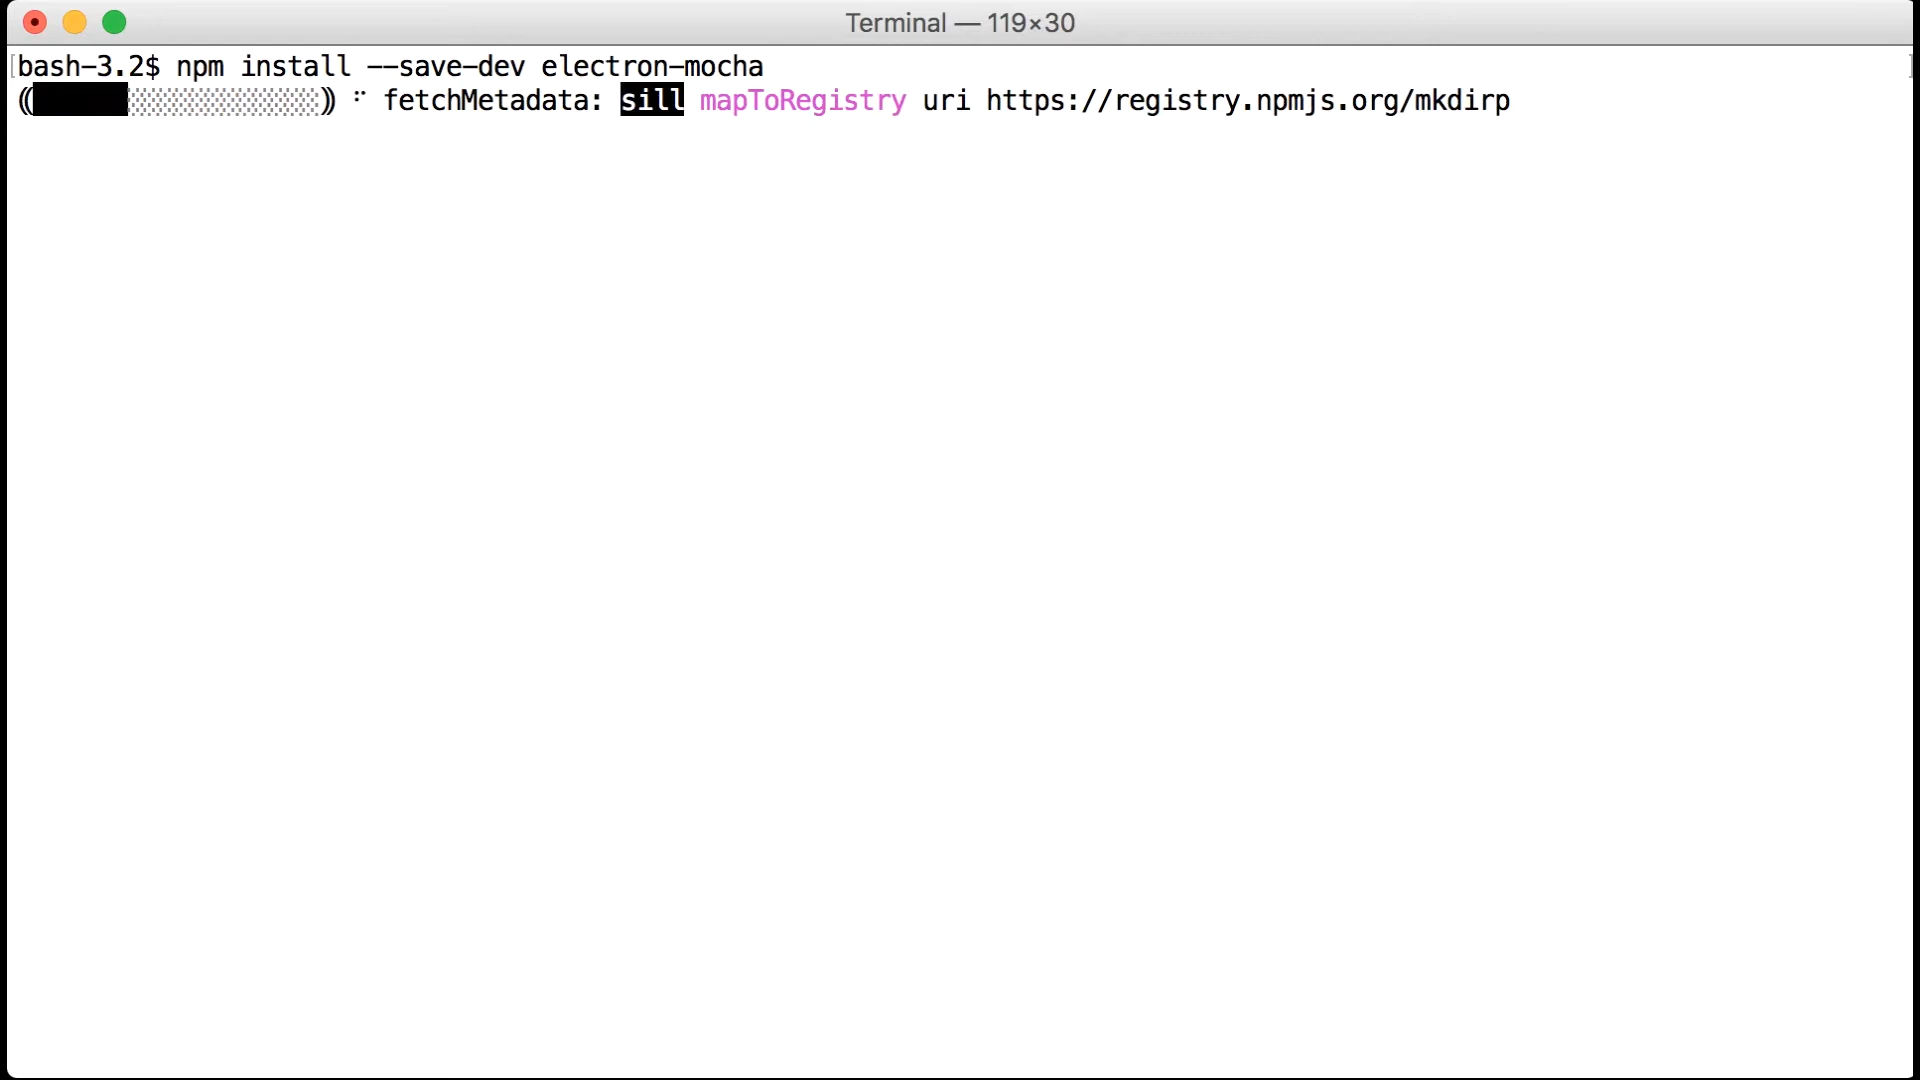 Terminal — 119×30
bash-3.2$ npm install --save-dev electron-mocha
fetchMetadata: sill mapToRegistry uri https://registry.npmjs.org/mkdirp